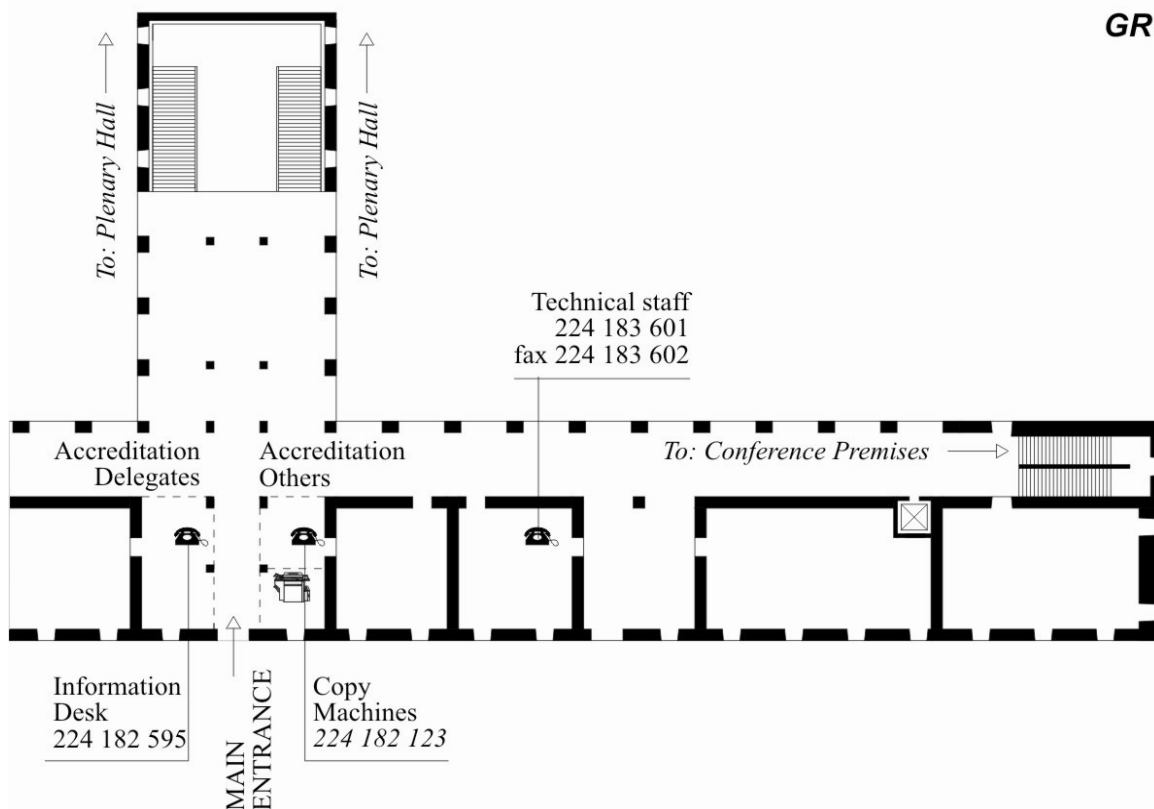 GR
To: Plenary Hall
To: Plenary Hall
Technical staff
224 183 601
fax 224 183 602
Accreditation
Delegates
Accreditation
Others
To: Conference Premises
Information
Desk
224 182 595
MAIN
ENTRANCE
Copy
Machines
224 182 123